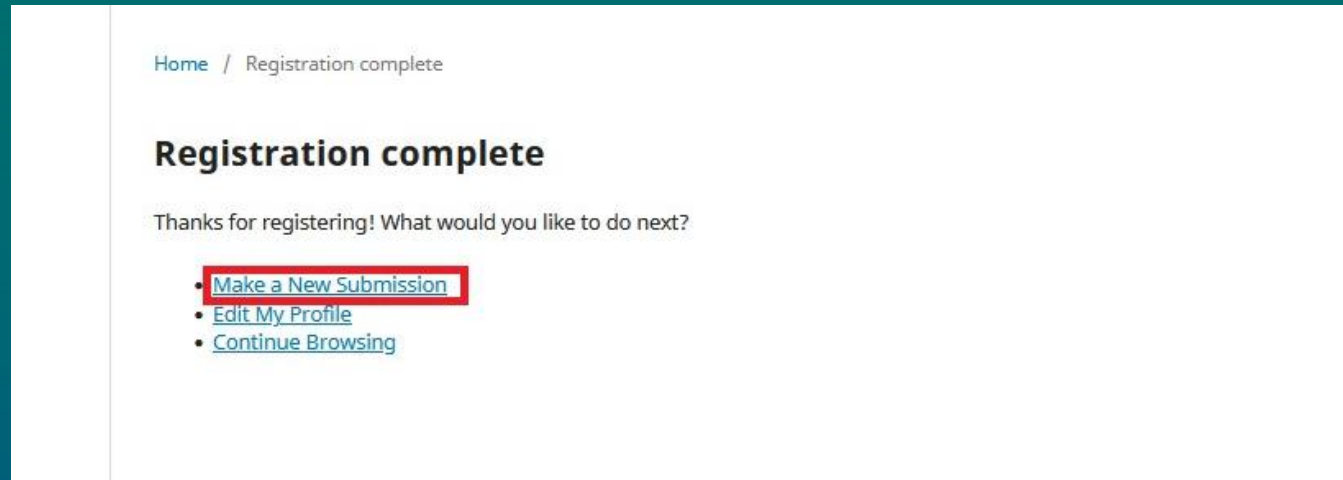 Home / Registration complete
Registration complete
Thanks for registering! What would you like to do next?
• Make a New Submission
• Edit My Profile
• Continue Browsing